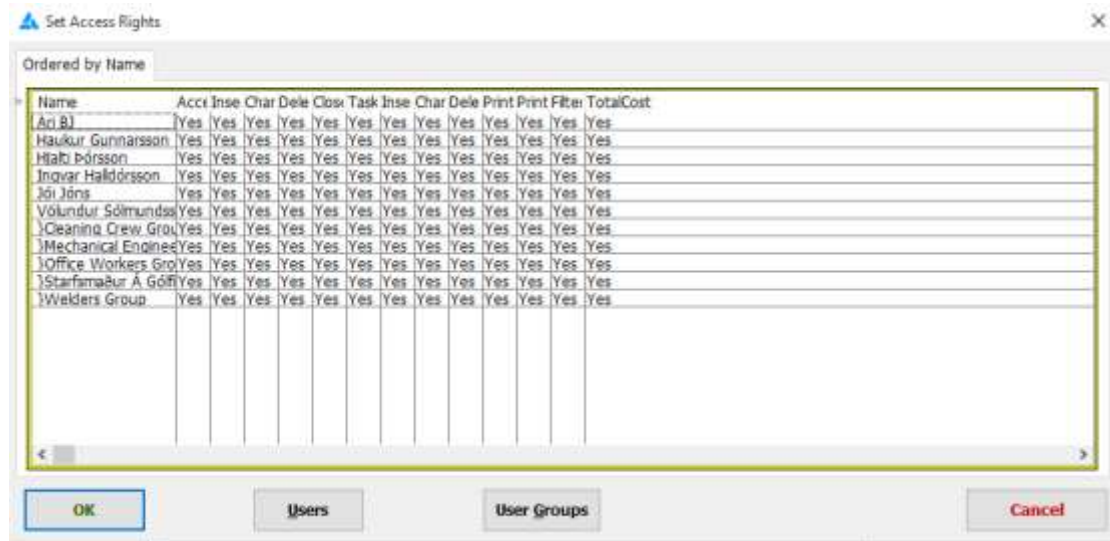 Set Access Rights
Ordered by Name
Name Acce Inse Char Dele Close Task Inse Char Dele Print Print Filte TotalCost
Ari BJ Yes Yes Yes Yes Yes Yes Yes Yes Yes Yes Yes Yes Yes
Haukur Gunnarsson Yes Yes Yes Yes Yes Yes Yes Yes Yes Yes Yes Yes Yes
Hjalti Þórsson Yes Yes Yes Yes Yes Yes Yes Yes Yes Yes Yes Yes Yes
Ingvar Halldórsson Yes Yes Yes Yes Yes Yes Yes Yes Yes Yes Yes Yes Yes
Jói Jóns Yes Yes Yes Yes Yes Yes Yes Yes Yes Yes Yes Yes Yes
Völundur Sólmundss Yes Yes Yes Yes Yes Yes Yes Yes Yes Yes Yes Yes Yes
}Cleaning Crew Grou Yes Yes Yes Yes Yes Yes Yes Yes Yes Yes Yes Yes Yes
}Mechanical Enginee Yes Yes Yes Yes Yes Yes Yes Yes Yes Yes Yes Yes Yes
}Office Workers Gro Yes Yes Yes Yes Yes Yes Yes Yes Yes Yes Yes Yes Yes
}Starfsmaður Á Gólfi Yes Yes Yes Yes Yes Yes Yes Yes Yes Yes Yes Yes Yes
}Welders Group Yes Yes Yes Yes Yes Yes Yes Yes Yes Yes Yes Yes Yes
OK Users User Groups Cancel